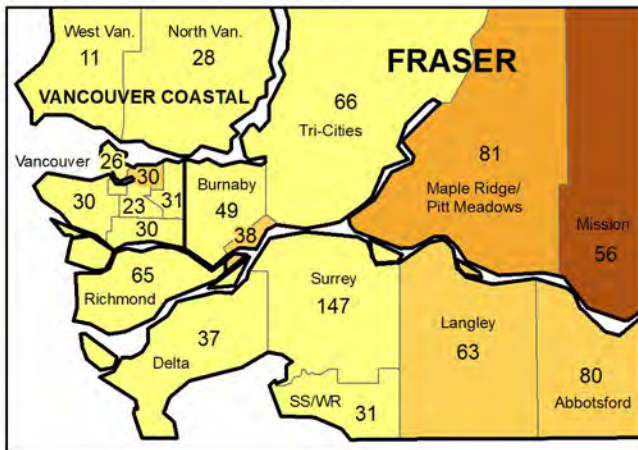 West Van.
11
North Van.
28
VANCOUVER COASTAL
FRASER
66
Tri-Cities
81
Maple Ridge/
Pitt Meadows
Mission
56
Vancouver
26
30
30
23
31
30
Burnaby
49
38
65
Richmond
37
Delta
Surrey
147
SS/WR
31
Langley
63
80
Abbotsford